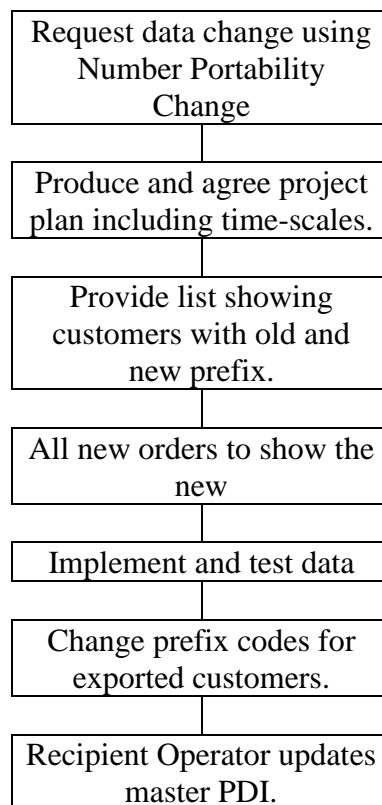 Request data change using
Number Portability
Change
Produce and agree project
plan including time-scales.
Provide list showing
customers with old and
new prefix.
All new orders to show the
new
Implement and test data
Change prefix codes for
exported customers.
Recipient Operator updates
master PDI.